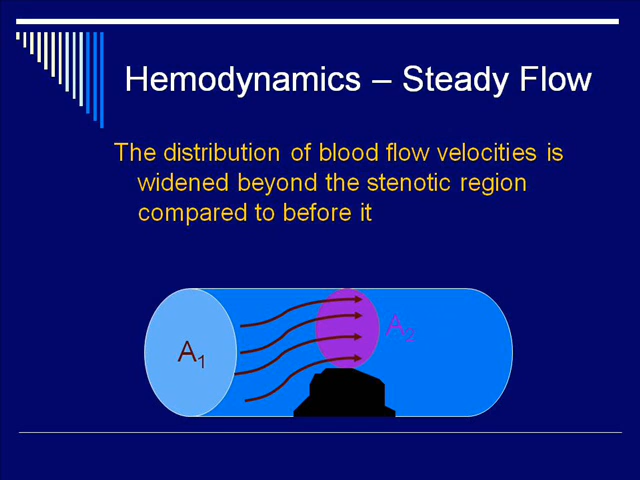 Hemodynamics – Steady Flow
The distribution of blood flow velocities is
widened beyond the stenotic region
compared to before it
A1
A2